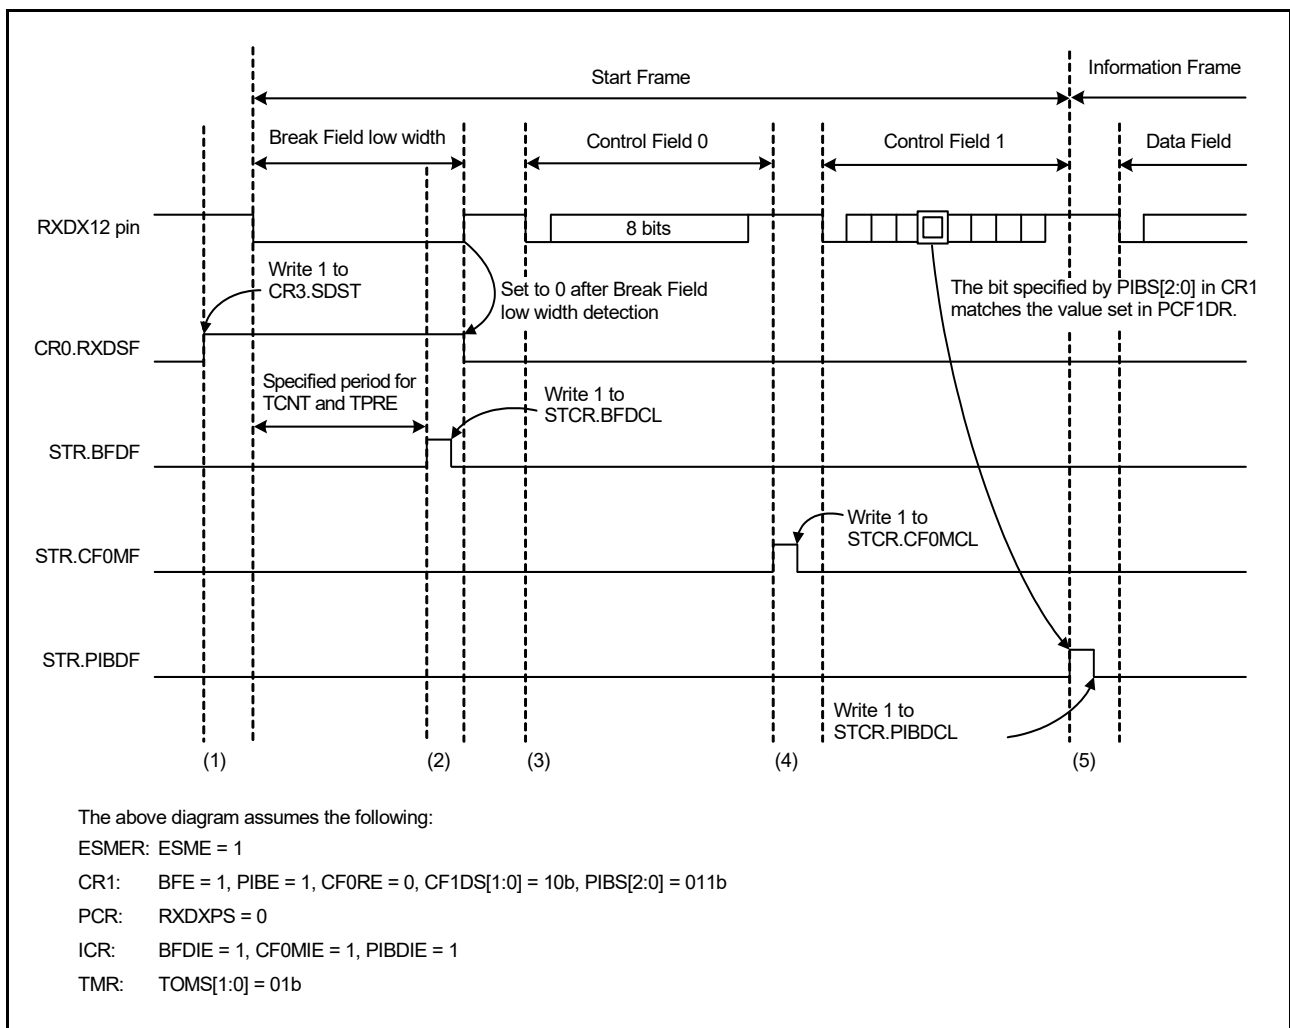 Start Frame
Information Frame
Break Field low width
Control Field 0
Control Field 1
Data Field
RXDX12 pin
8 bits
Write 1 to
CR3.SDST
Set to 0 after Break Field
low width detection
The bit specified by PIBS[2:0] in CR1
matches the value set in PCF1DR.
CR0.RXDSF
Specified period for
TCNT and TPRE
Write 1 to
STCR.BFDCL
STR.BFDF
Write 1 to
STCR.CF0MCL
STR.CF0MF
STR.PIBDF
Write 1 to
STCR.PIBDCL
(1)
(2)
(3)
(4)
(5)
The above diagram assumes the following:
ESMER: ESME = 1
CR1: BFE = 1, PIBE = 1, CF0RE = 0, CF1DS[1:0] = 10b, PIBS[2:0] = 011b
PCR: RXDXPS = 0
ICR: BFDIE = 1, CF0MIE = 1, PIBDIE = 1
TMR: TOMS[1:0] = 01b